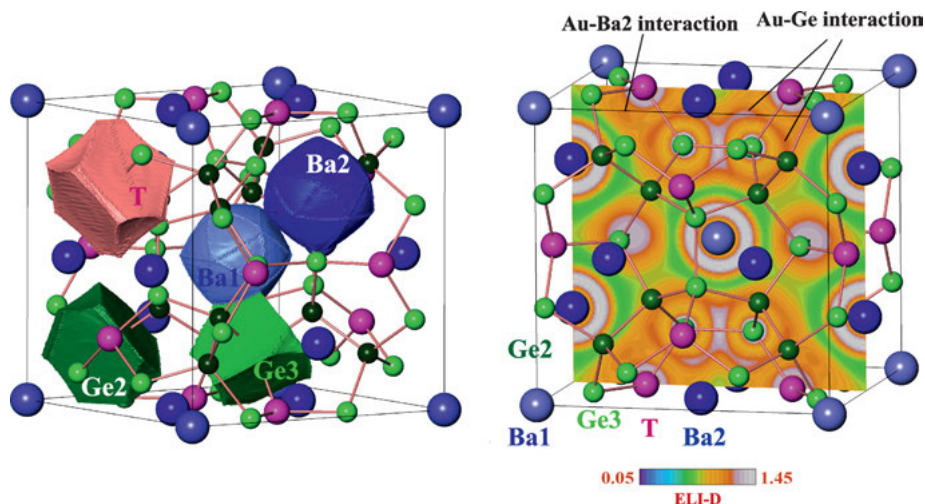 Au-Ba2 interaction
Au-Ge interaction
Ba2
T
Ba1
Ge2
Ge3
Ge2
Ge3
T
Ba1
Ba2
0.05
1.45
ELI-D